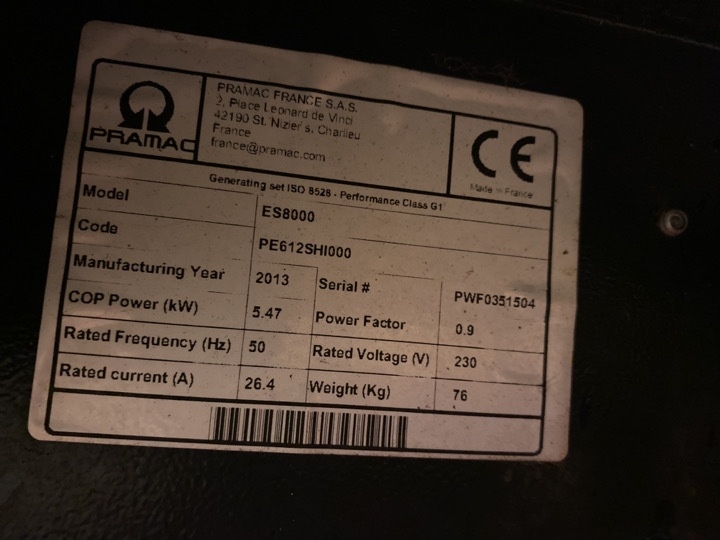 PRAMAC
PRAMAC FRANCE S.A.S.
2, Place Leonard de Vinci
42190 St. Nizier s. Charlieu
France
france@pramac.com
CE
Made in France
Generating set ISO 8528 - Performance Class G1
Model ES8000
Code PE612SHI000
Manufacturing Year 2013 Serial # PWF0351504
COP Power (kW) 5.47 Power Factor 0.9
Rated Frequency (Hz) 50 Rated Voltage (V) 230
Rated current (A) 26.4 Weight (Kg) 76